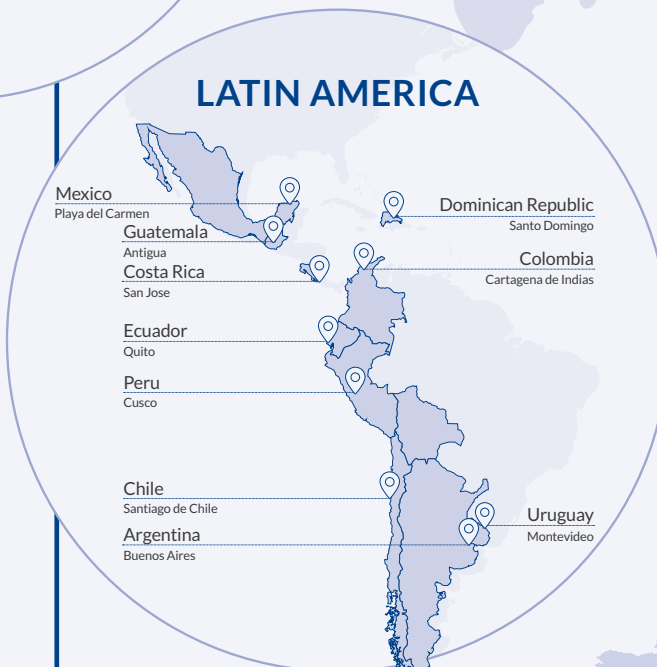 LATIN AMERICA
Mexico
Playa del Carmen
Guatemala
Antigua
Costa Rica
San Jose
Ecuador
Quito
Peru
Cusco
Chile
Santiago de Chile
Argentina
Buenos Aires
Dominican Republic
Santo Domingo
Colombia
Cartagena de Indias
Uruguay
Montevideo